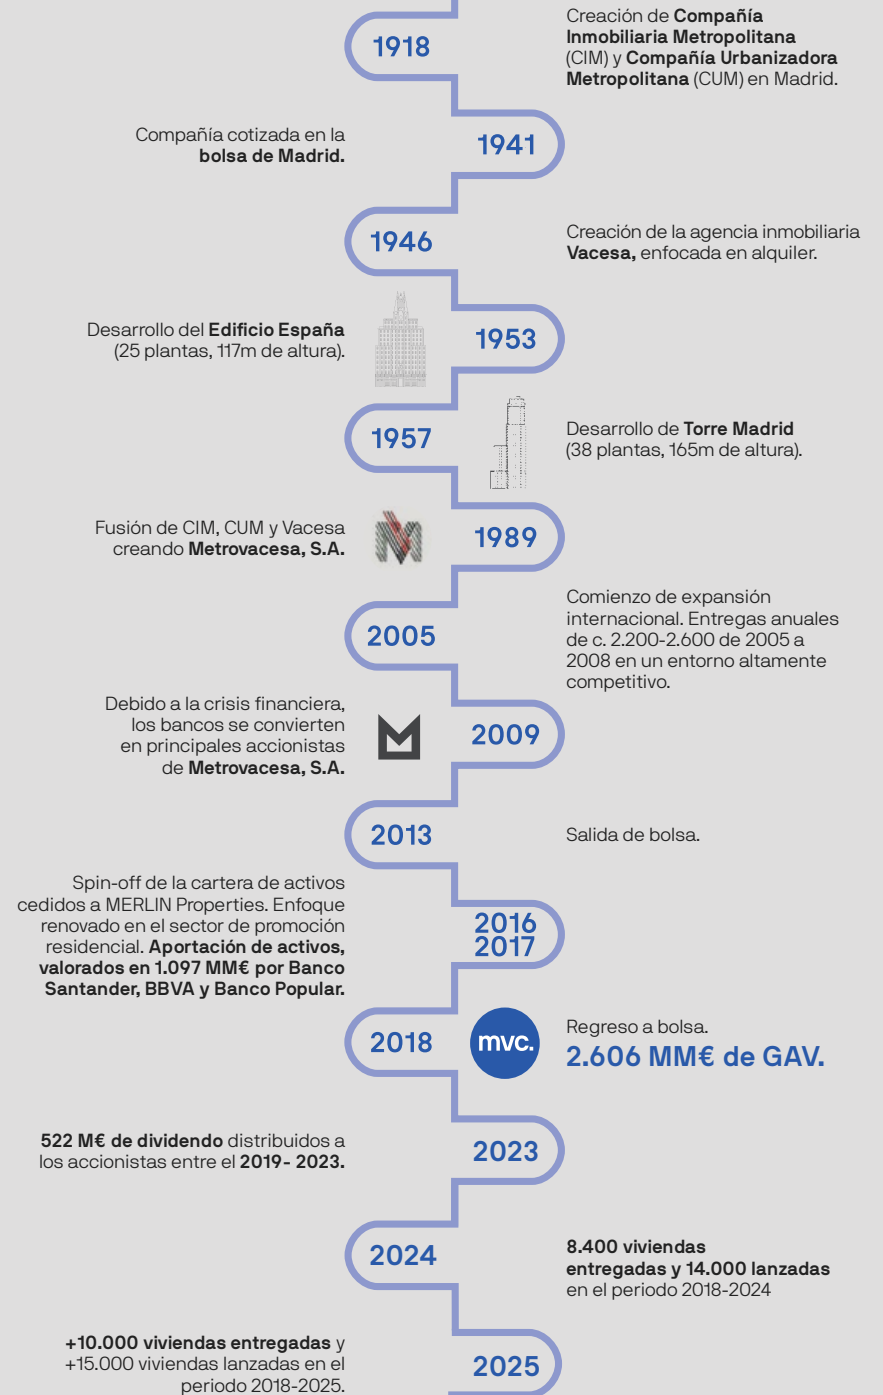 1918
Creación de Compañía
Inmobiliaria Metropolitana
(CIM) y Compañía Urbanizadora
Metropolitana (CUM) en Madrid.
Compañía cotizada en la
bolsa de Madrid.
1941
1946
Creación de la agencia inmobiliaria
Vacesa, enfocada en alquiler.
Desarrollo del Edificio España
(25 plantas, 117m de altura).
1953
1957
Desarrollo de Torre Madrid
(38 plantas, 165m de altura).
Fusión de CIM, CUM y Vacesa
creando Metrovacesa, S.A.
1989
2005
Comienzo de expansión
internacional. Entregas anuales
de c. 2.200-2.600 de 2005 a
2008 en un entorno altamente
competitivo.
Debido a la crisis financiera,
los bancos se convierten
en principales accionistas
de Metrovacesa, S.A.
2009
2013
Salida de bolsa.
Spin-off de la cartera de activos
cedidos a MERLIN Properties. Enfoque
renovado en el sector de promoción
residencial. Aportación de activos,
valorados en 1.097 MM€ por Banco
Santander, BBVA y Banco Popular.
2016
2017
2018
mvc.
Regreso a bolsa.
2.606 MM€ de GAV.
522 M€ de dividendo distribuidos a
los accionistas entre el 2019- 2023.
2023
2024
8.400 viviendas
entregadas y 14.000 lanzadas
en el periodo 2018-2024
+10.000 viviendas entregadas y
+15.000 viviendas lanzadas en el
periodo 2018-2025.
2025